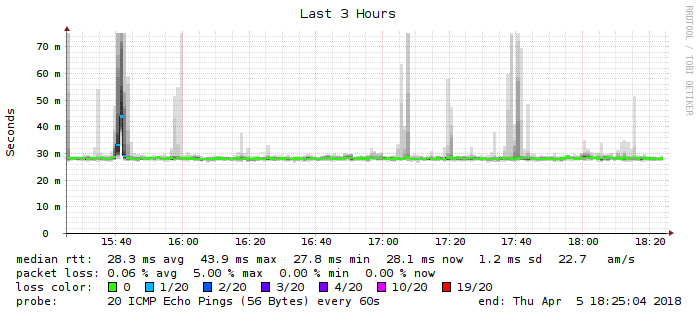 Last 3 Hours
RRDTOOL / TOBI OETIKER
Seconds
70 m
60 m
50 m
40 m
30 m
20 m
10 m
0
15:40 16:00 16:20 16:40 17:00 17:20 17:40 18:00 18:20
median rtt: 28.3 ms avg 43.9 ms max 27.8 ms min 28.1 ms now 1.2 ms sd 22.7 am/s
packet loss: 0.06 % avg 5.00 % max 0.00 % min 0.00 % now
loss color: 0 1/20 2/20 3/20 4/20 10/20 19/20
probe: 20 ICMP Echo Pings (56 Bytes) every 60s end: Thu Apr 5 18:25:04 2018